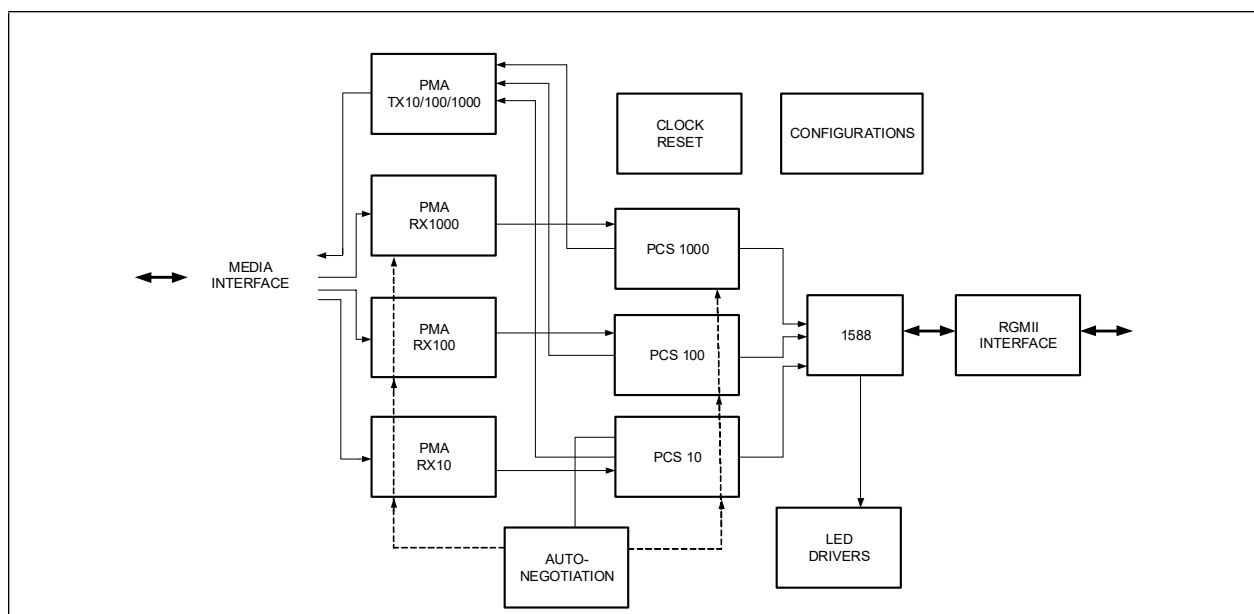 PMA
TX10/100/1000
CLOCK
RESET
CONFIGURATIONS
PMA
RX1000
PCS 1000
MEDIA
INTERFACE
PMA
RX100
PCS 100
1588
RGMII
INTERFACE
PMA
RX10
PCS 10
AUTO-
NEGOTIATION
LED
DRIVERS